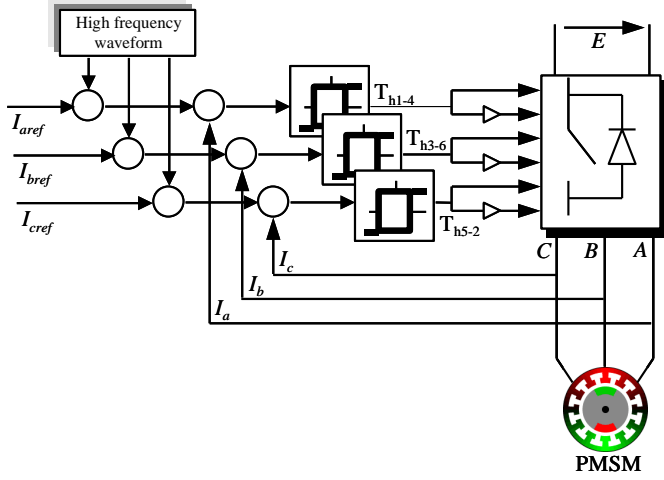 High frequency
waveform
E
I_aref
T_h1-4
I_bref
T_h3-6
I_cref
T_h5-2
C B A
I_c
I_b
I_a
PMSM